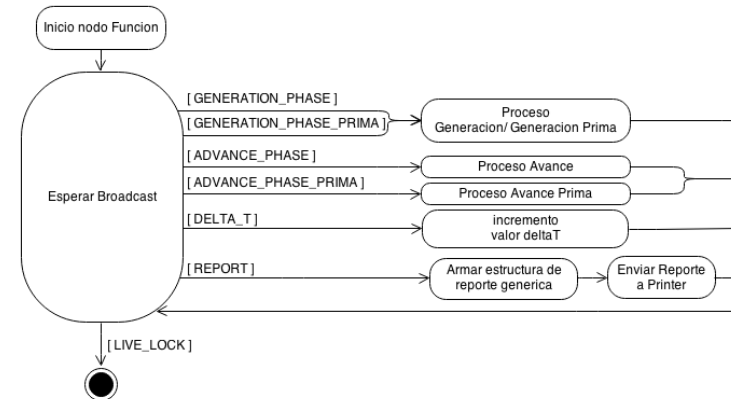 Inicio nodo Funcion
[ GENERATION_PHASE ]
[ GENERATION_PHASE_PRIMA ]
Proceso
Generacion/ Generacion Prima
[ ADVANCE_PHASE ]
Proceso Avance
[ ADVANCE_PHASE_PRIMA ]
Proceso Avance Prima
Esperar Broadcast
[ DELTA_T ]
incremento
valor deltaT
[ REPORT ]
Armar estructura de
reporte generica
Enviar Reporte
a Printer
[ LIVE_LOCK ]